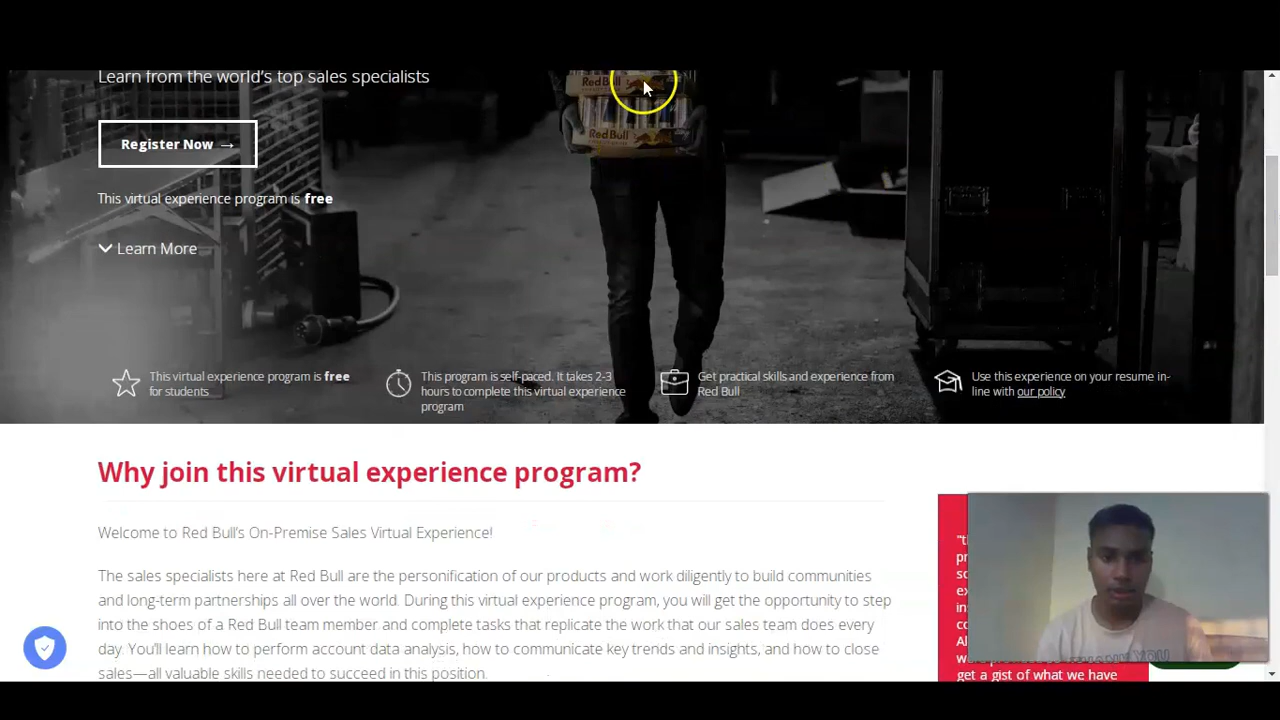 Learn from the world's top sales specialists
RedBull
RedBull
Register Now →
This virtual experience program is free
Learn More
This virtual experience program is free
for students
This program is self-paced. It takes 2-3
hours to complete this virtual experience
program
Get practical skills and experience from
Red Bull
Use this experience on your resume in-
line with our policy
Why join this virtual experience program?
Welcome to Red Bull's On-Premise Sales Virtual Experience!
The sales specialists here at Red Bull are the personification of our products and work diligently to build communities
and long-term partnerships all over the world. During this virtual experience program, you will get the opportunity to step
into the shoes of a Red Bull team member and complete tasks that replicate the work that our sales team does every
day. You'll learn how to perform account data analysis, how to communicate key trends and insights, and how to close
sales—all valuable skills needed to succeed in this position.
get a gist of what we have